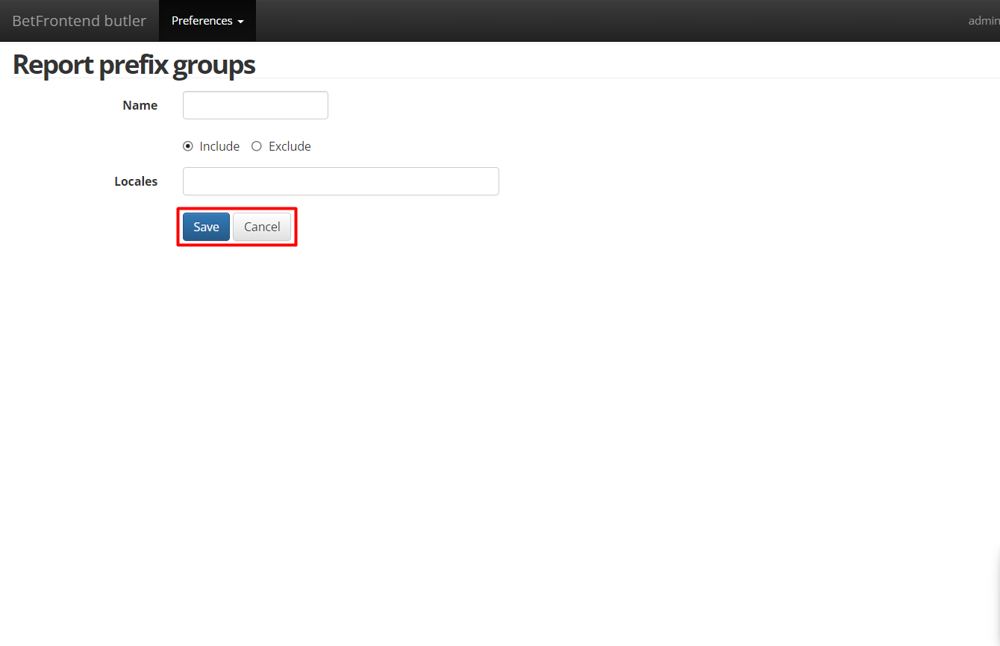 BetFrontend butler Preferences admin
Report prefix groups
Name
Include Exclude
Locales
Save Cancel